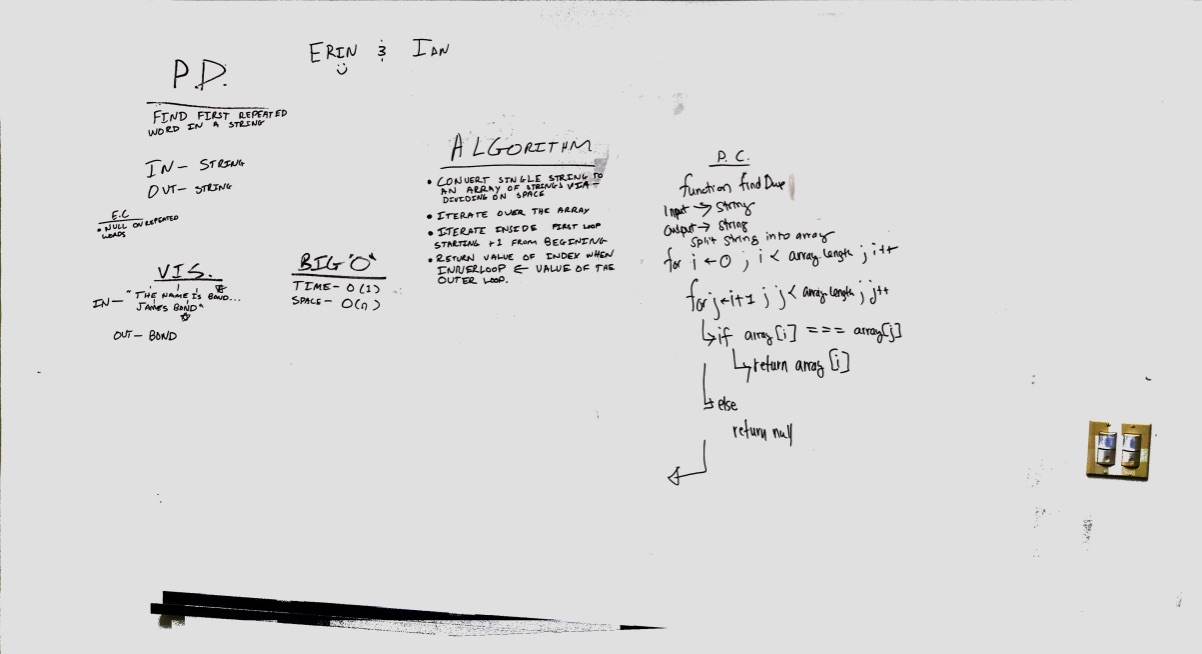 ERIN & IAN
P.D.
FIND FIRST REPEATED
WORD IN A STRING
IN - STRING
OUT - STRING
E.C
• NULL ON REPEATED
WORDS
VIS.
IN - "THE NAME IS BOND...
JAMES BOND"
OUT - BOND
BIG "O"
TIME - O(1)
SPACE - O(n)
ALGORITHM
• CONVERT SINGLE STRING TO
AN ARRAY OF STRINGS VIA -
DIVIDING ON SPACE
• ITERATE OVER THE ARRAY
• ITERATE INSIDE FIRST LOOP
STARTING +1 FROM BEGINING
• RETURN VALUE OF INDEX WHEN
INNERLOOP ← VALUE OF THE
OUTER LOOP.
P.C.
function find Dup
Input → String
Output → String
split string into array
for i ← 0 ; i < array.length ; i++
for j ← i+1 ; j < array.length ; j++
if array[i] === array[j]
return array [i]
else
return null